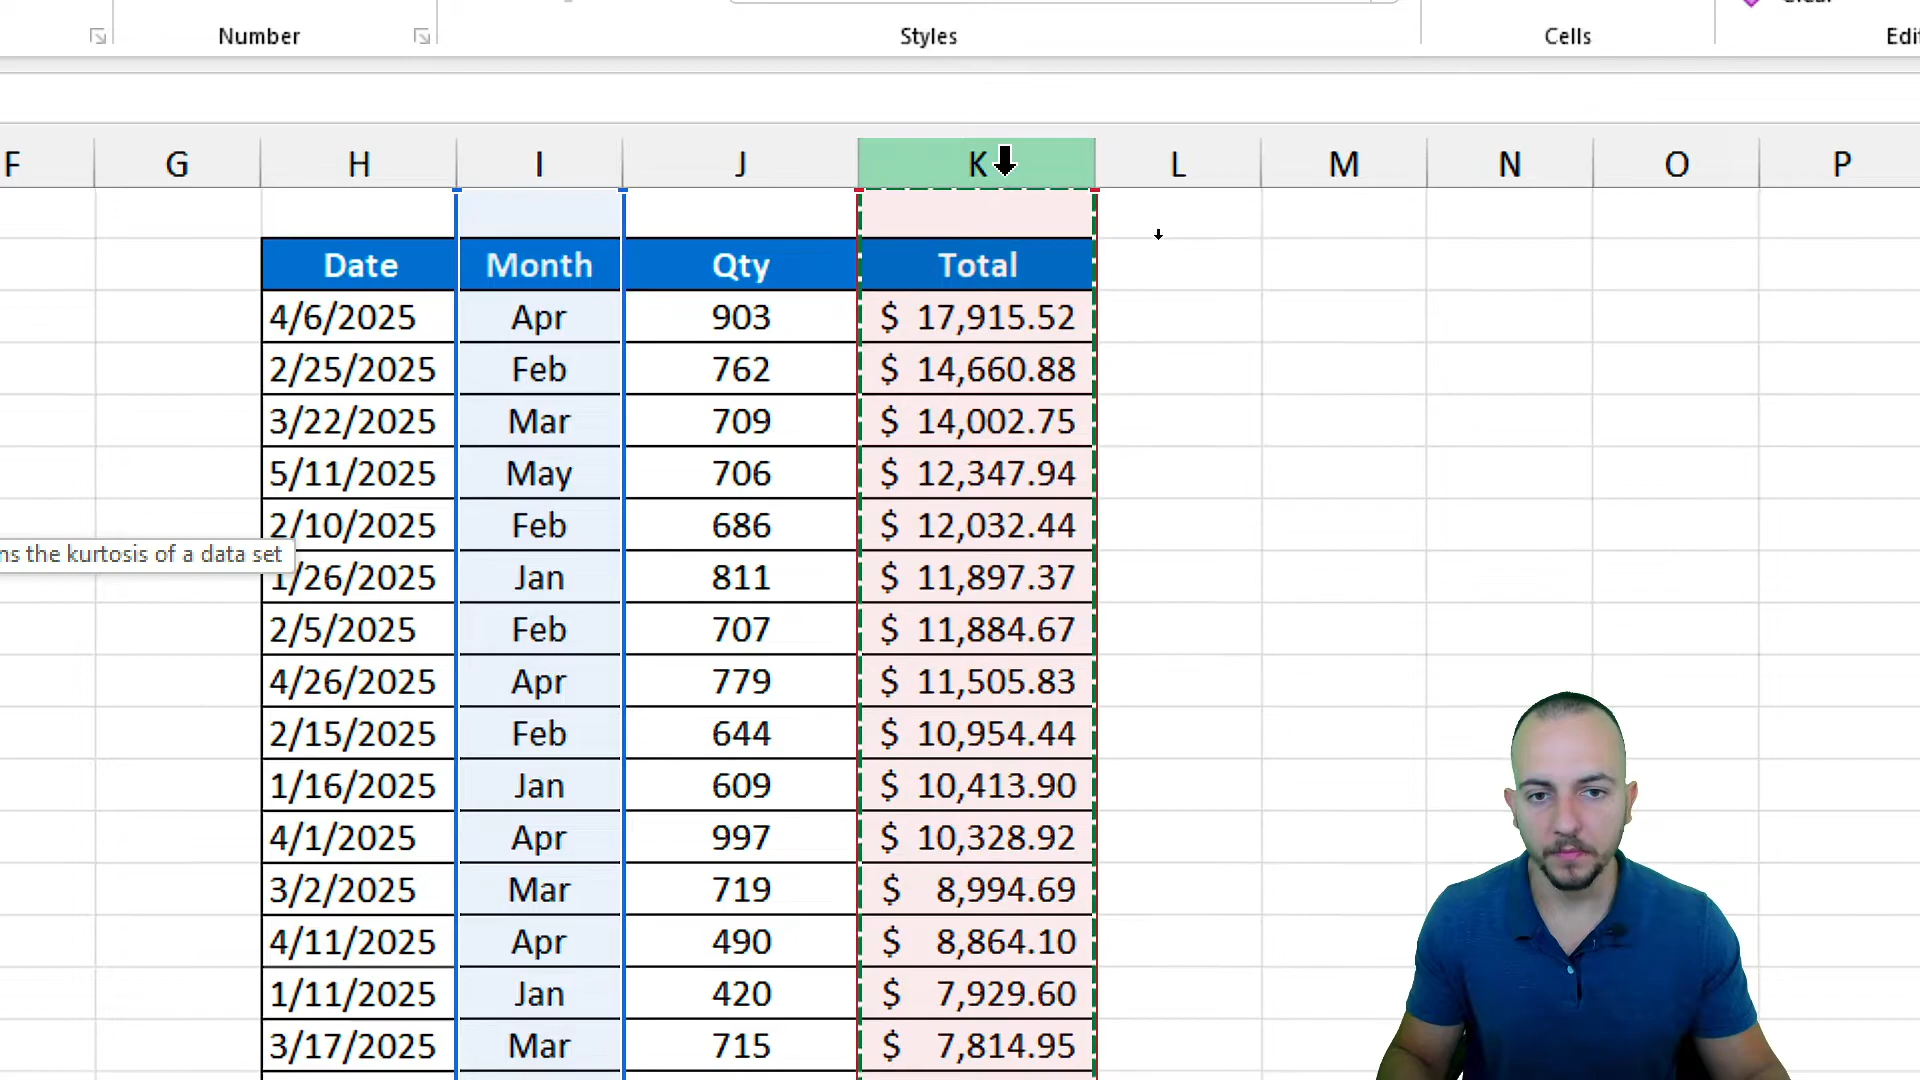 Number Styles Cells
F G H I J K L M N O P
Date Month Qty Total
4/6/2025 Apr 903 $ 17,915.52
2/25/2025 Feb 762 $ 14,660.88
3/22/2025 Mar 709 $ 14,002.75
5/11/2025 May 706 $ 12,347.94
2/10/2025 Feb 686 $ 12,032.44
ns the kurtosis of a data set
1/26/2025 Jan 811 $ 11,897.37
2/5/2025 Feb 707 $ 11,884.67
4/26/2025 Apr 779 $ 11,505.83
2/15/2025 Feb 644 $ 10,954.44
1/16/2025 Jan 609 $ 10,413.90
4/1/2025 Apr 997 $ 10,328.92
3/2/2025 Mar 719 $ 8,994.69
4/11/2025 Apr 490 $ 8,864.10
1/11/2025 Jan 420 $ 7,929.60
3/17/2025 Mar 715 $ 7,814.95